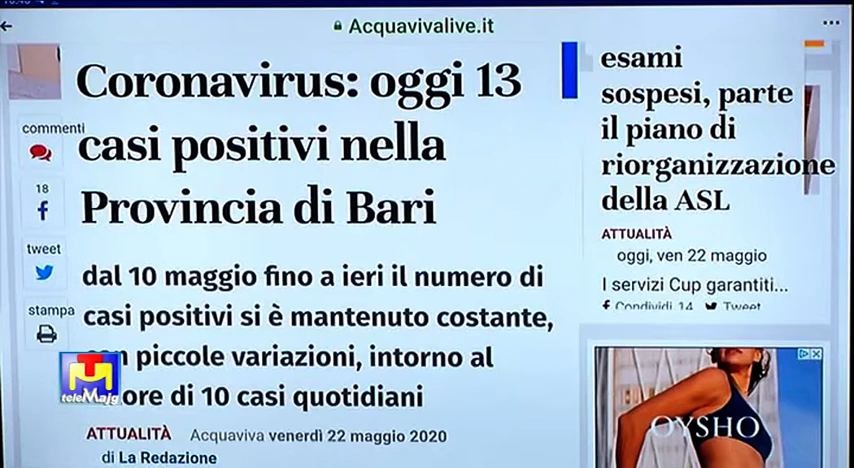 Acquavivalive.it
Coronavirus: oggi 13
casi positivi nella
Provincia di Bari
commenti
18
tweet
stampa
dal 10 maggio fino a ieri il numero di
casi positivi si è mantenuto costante,
piccole variazioni, intorno al
di 10 casi quotidiani
ATTUALITÀ Acquaviva venerdì 22 maggio 2020
di La Redazione
teleMajg
esami
sospesi, parte
il piano di
riorganizzazione
della ASL
ATTUALITÀ
oggi, ven 22 maggio
I servizi Cup garantiti...
Condividi 14 Tweet
OYSHO